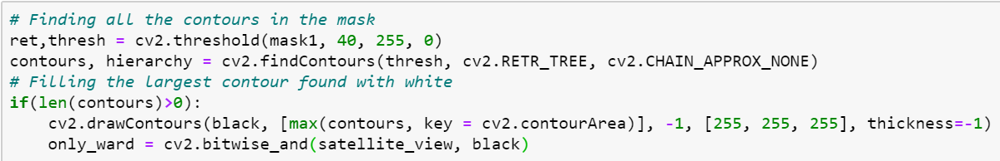 # Finding all the contours in the mask
ret,thresh = cv2.threshold(mask1, 40, 255, 0)
contours, hierarchy = cv2.findContours(thresh, cv2.RETR_TREE, cv2.CHAIN_APPROX_NONE)
# Filling the largest contour found with white
if(len(contours)>0):
    cv2.drawContours(black, [max(contours, key = cv2.contourArea)], -1, [255, 255, 255], thickness=-1)
    only_ward = cv2.bitwise_and(satellite_view, black)